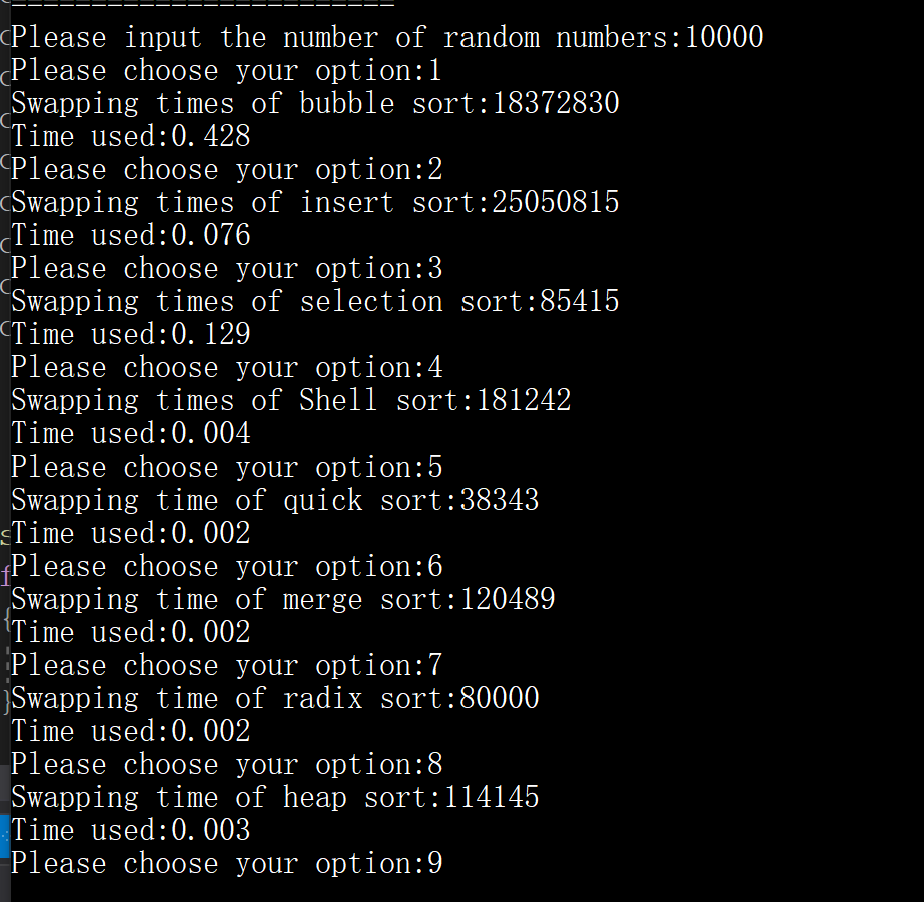 ========================
Please input the number of random numbers:10000
Please choose your option:1
Swapping times of bubble sort:18372830
Time used:0.428
Please choose your option:2
Swapping times of insert sort:25050815
Time used:0.076
Please choose your option:3
Swapping times of selection sort:85415
Time used:0.129
Please choose your option:4
Swapping times of Shell sort:181242
Time used:0.004
Please choose your option:5
Swapping time of quick sort:38343
Time used:0.002
Please choose your option:6
Swapping time of merge sort:120489
Time used:0.002
Please choose your option:7
Swapping time of radix sort:80000
Time used:0.002
Please choose your option:8
Swapping time of heap sort:114145
Time used:0.003
Please choose your option:9